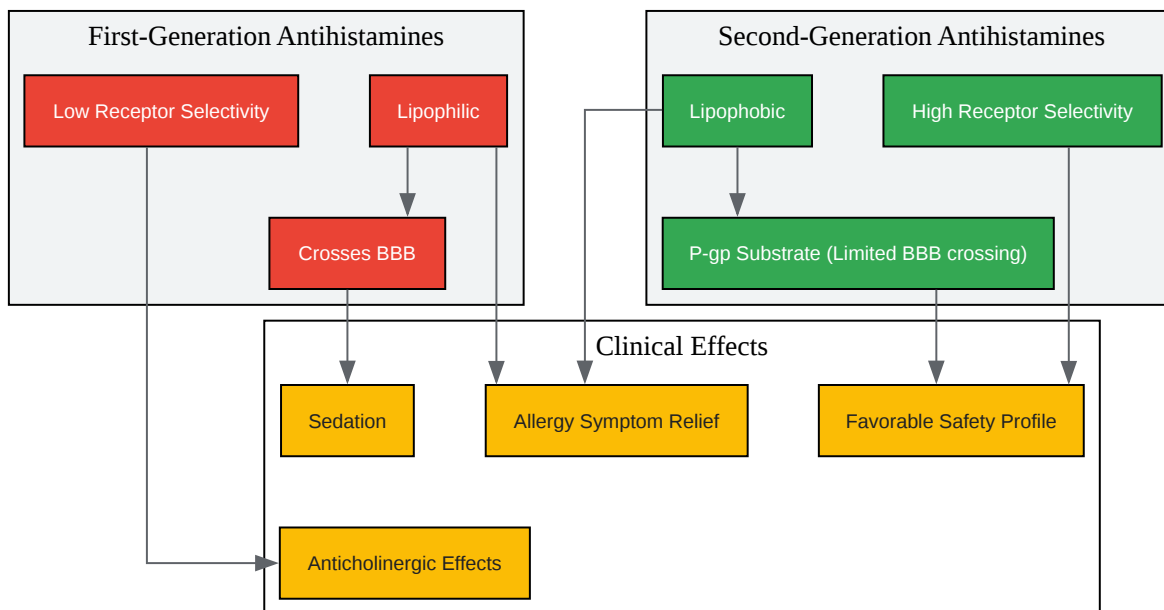 First-Generation Antihistamines
Low Receptor Selectivity
Lipophilic
Crosses BBB
Second-Generation Antihistamines
Lipophobic
High Receptor Selectivity
P-gp Substrate (Limited BBB crossing)
Clinical Effects
Sedation
Allergy Symptom Relief
Favorable Safety Profile
Anticholinergic Effects